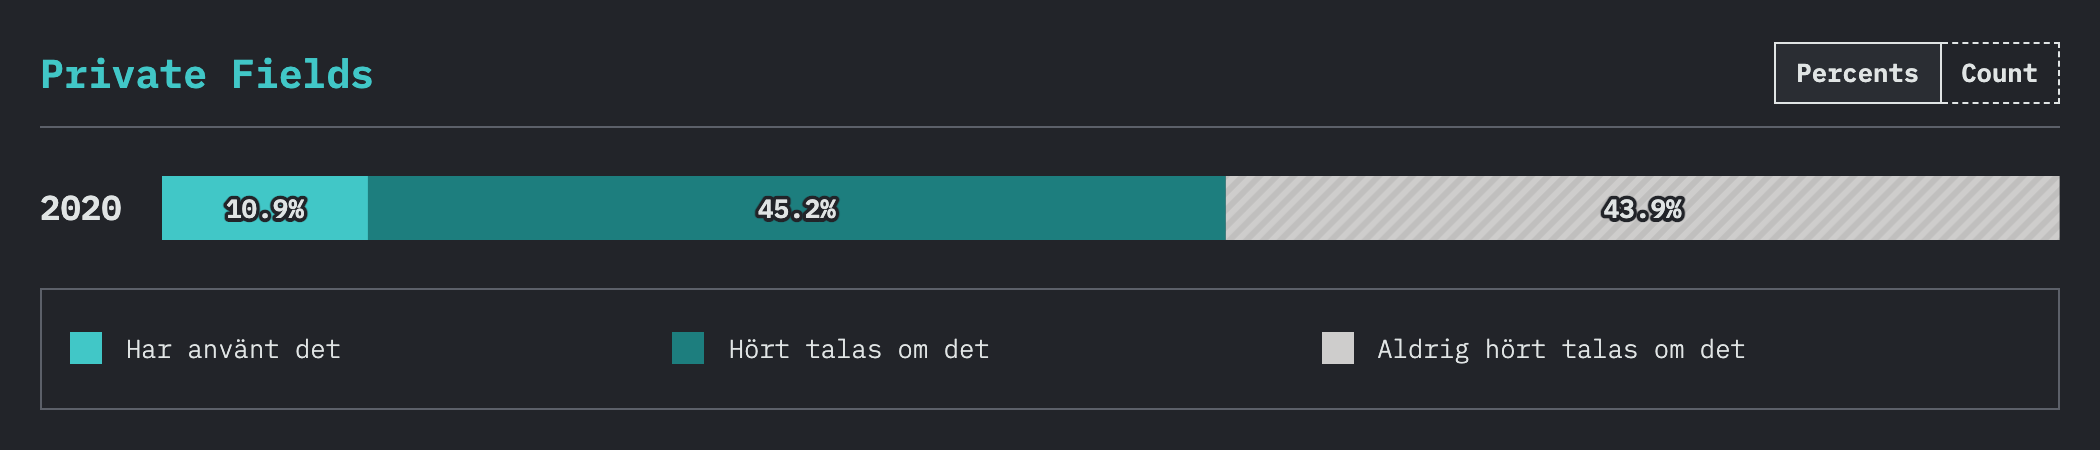 Private Fields
Percents Count
2020 10.9% 45.2% 43.9%
Har använt det Hört talas om det Aldrig hört talas om det